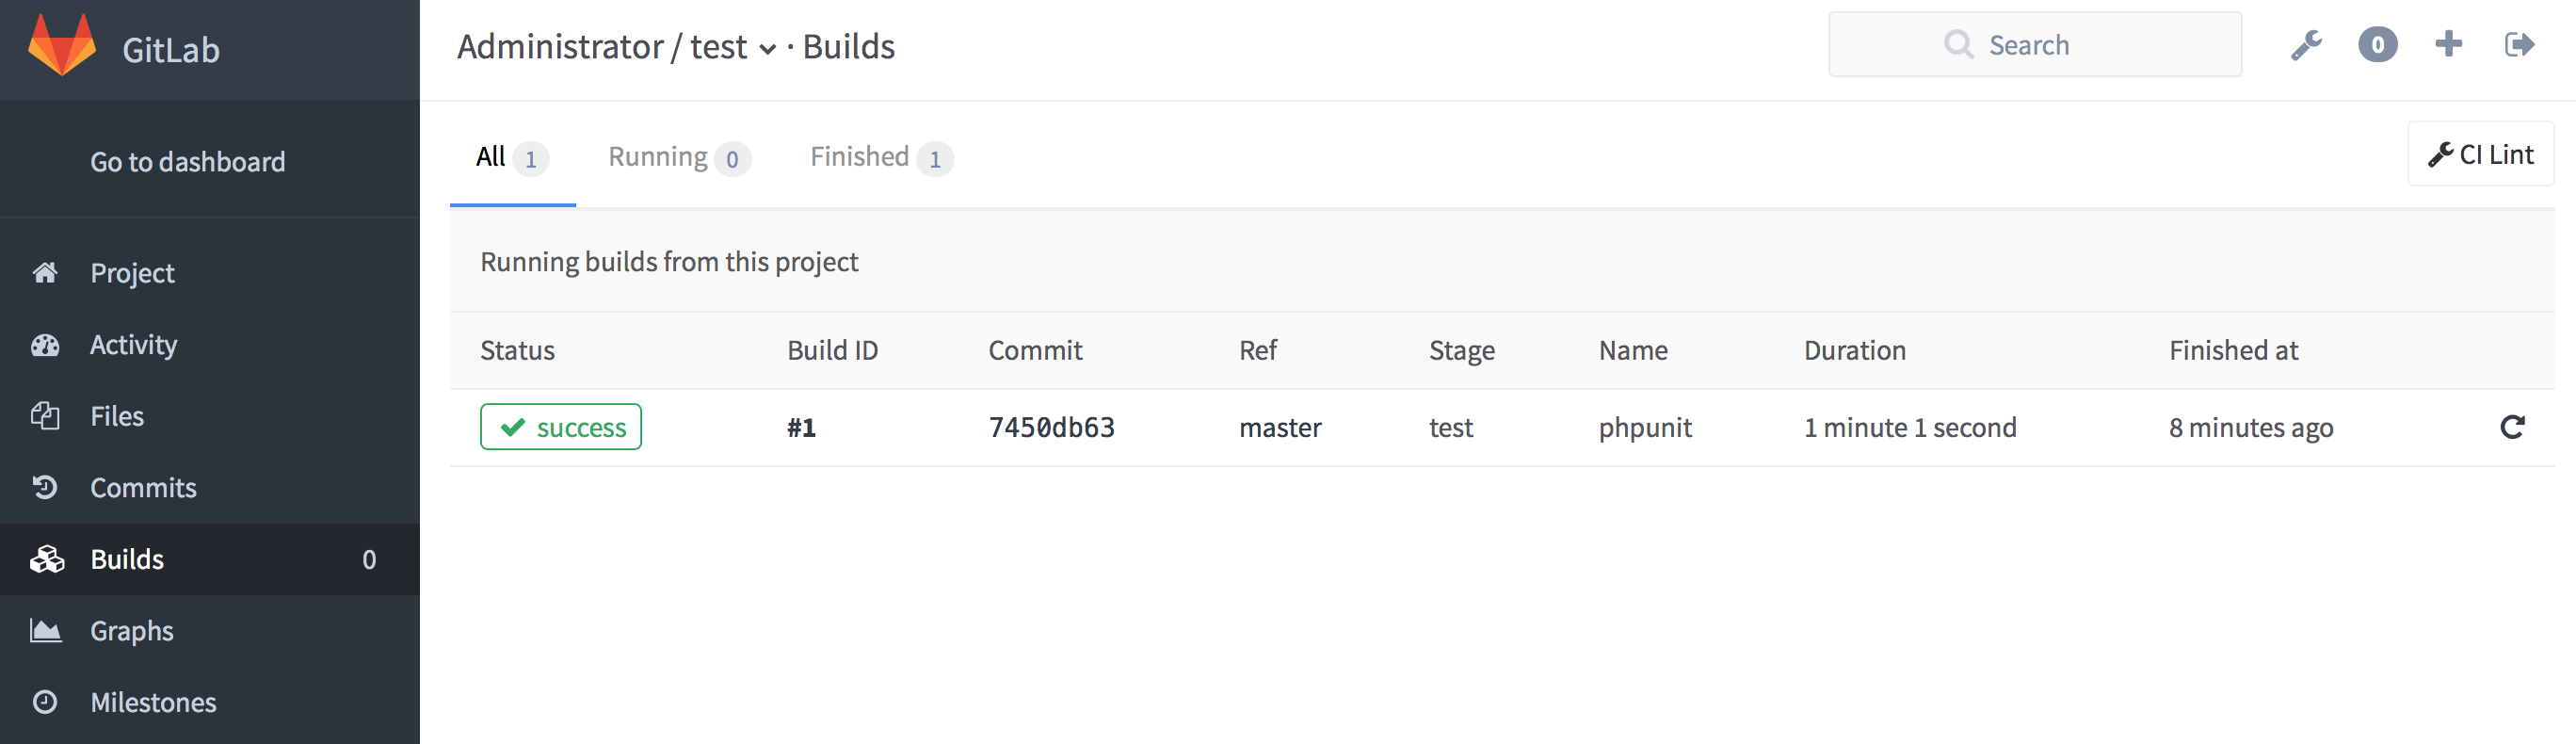 GitLab
Administrator / test · Builds
Search
0
Go to dashboard
All 1 Running 0 Finished 1
CI Lint
Project
Activity
Files
Commits
Builds 0
Graphs
Milestones
Running builds from this project
Status Build ID Commit Ref Stage Name Duration Finished at
success #1 7450db63 master test phpunit 1 minute 1 second 8 minutes ago